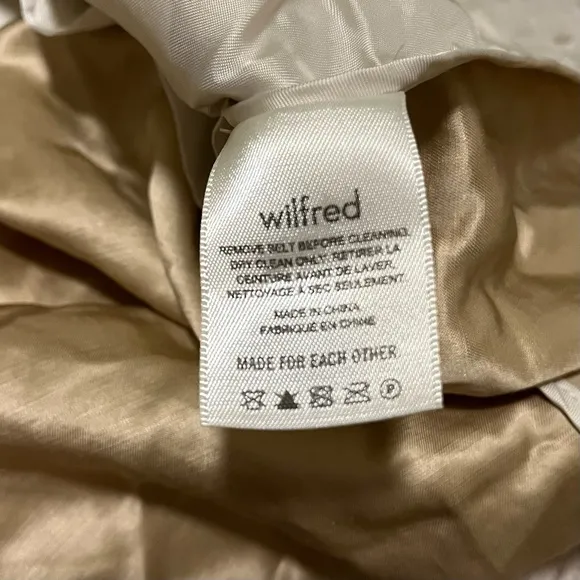 wilfred
REMOVE BELT BEFORE CLEANING.
DRY CLEAN ONLY. RETIRER LA
CEINTURE AVANT DE LAVER.
NETTOYAGE À SEC SEULEMENT
MADE IN CHINA
FABRIQUÉ EN CHINE
MADE FOR EACH OTHER
P